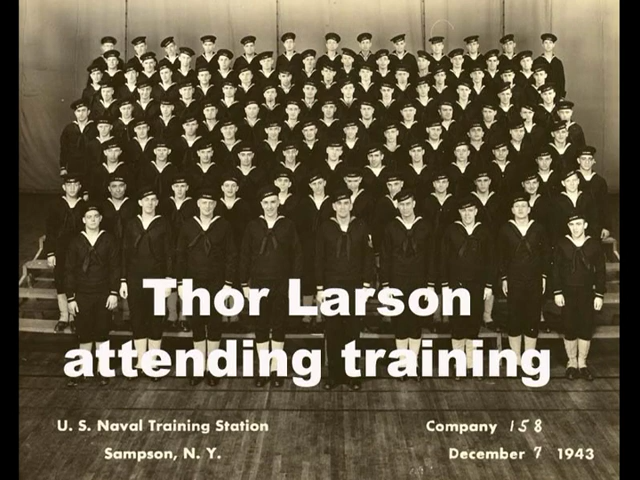 Thor Larson
attending training
U. S. Naval Training Station
Company 158
Sampson, N. Y.
December 7 1943